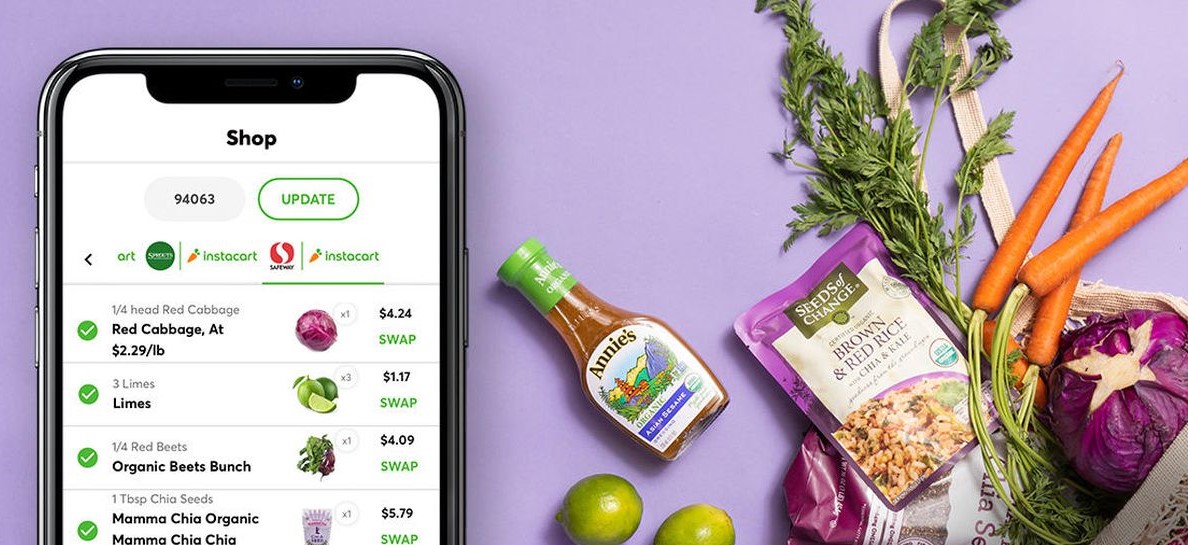 Shop
94063
UPDATE
art
SPROUTS
instacart
SAFEWAY
instacart
1/4 head Red Cabbage
Red Cabbage, At
$2.29/lb
x1
$4.24
SWAP
3 Limes
Limes
x3
$1.17
SWAP
1/4 Red Beets
Organic Beets Bunch
x1
$4.09
SWAP
1 Tbsp Chia Seeds
Mamma Chia Organic
Mamma Chia Chia
x1
$5.79
SWAP
Annie's
Annie's
ORGANIC
ASIAN SESAME
SEEDS of
CHANGE
CERTIFIED ORGANIC
BROWN
& RED RICE
with CHIA & KALE
USDA